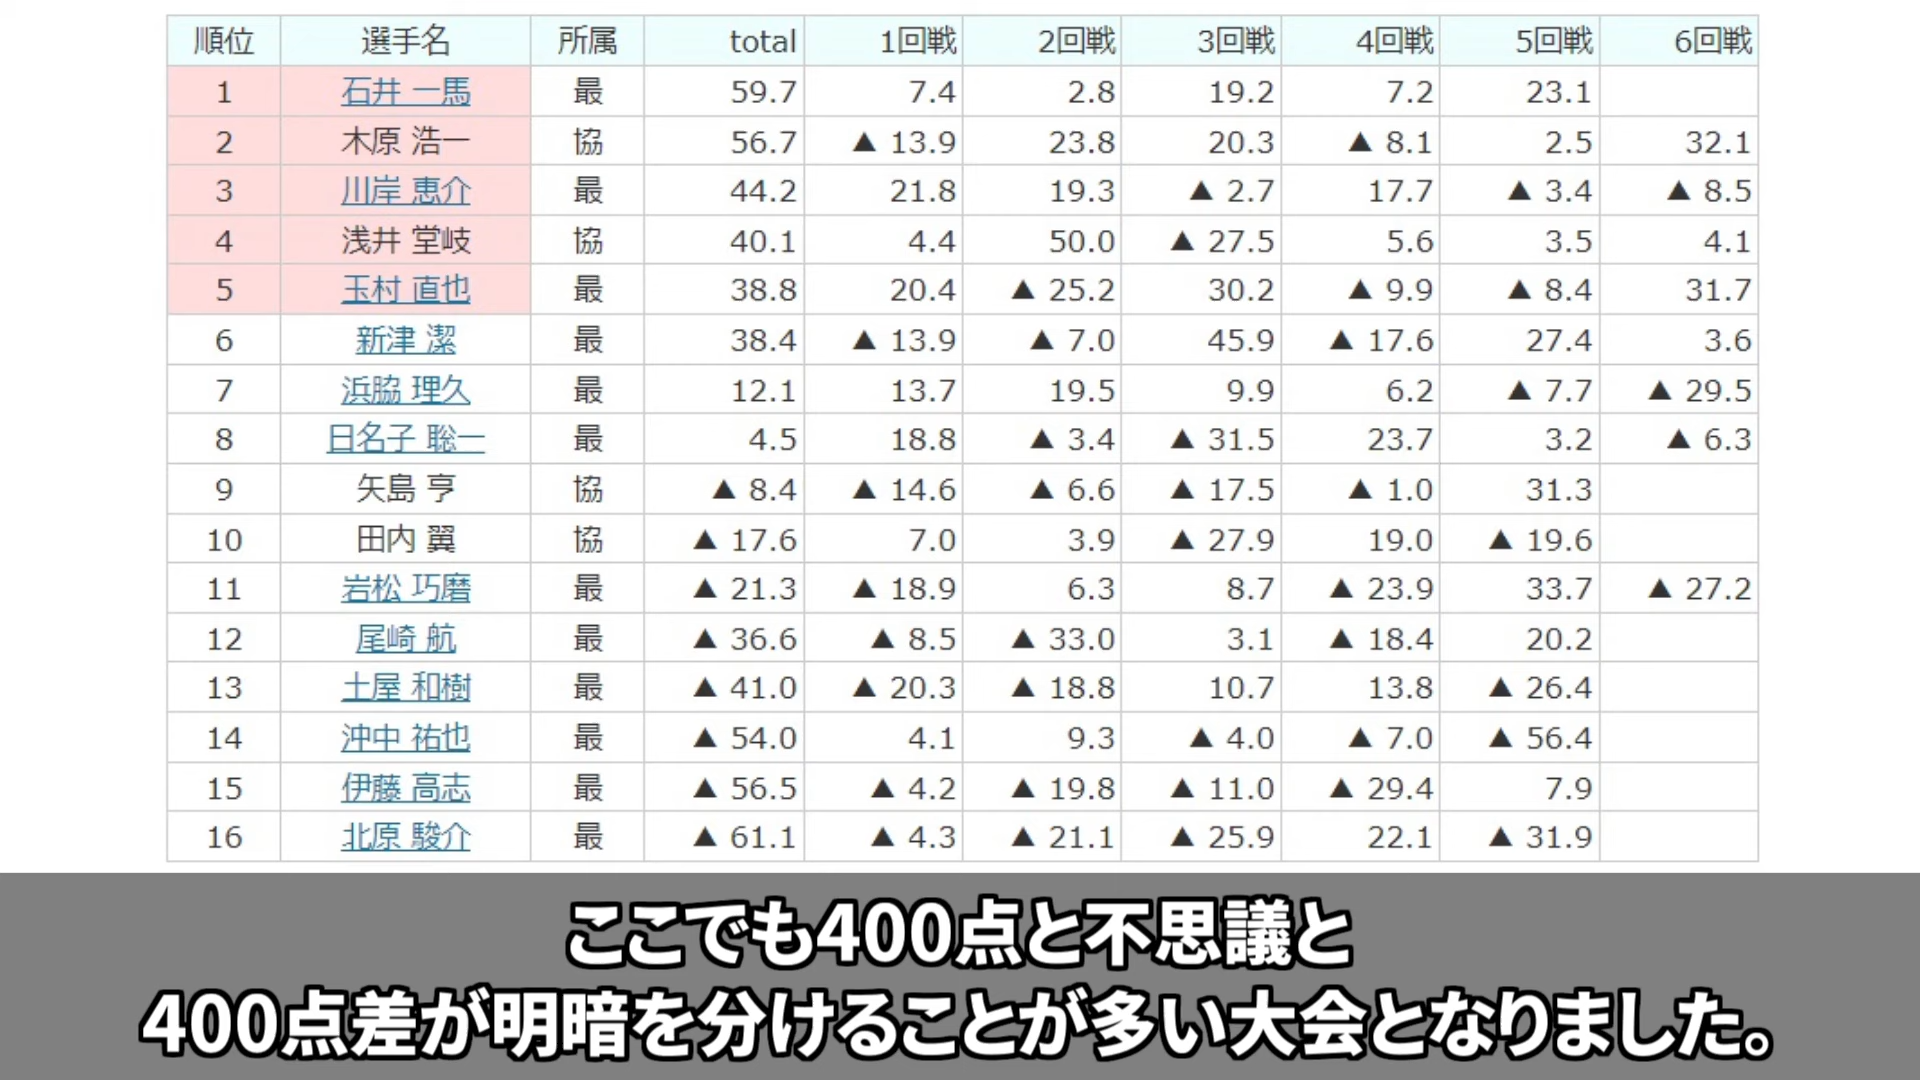 順位 選手名 所属 total 1回戦 2回戦 3回戦 4回戦 5回戦 6回戦
1 石井 一馬 最 59.7 7.4 2.8 19.2 7.2 23.1
2 木原 浩一 協 56.7 ▲ 13.9 23.8 20.3 ▲ 8.1 2.5 32.1
3 川岸 恵介 最 44.2 21.8 19.3 ▲ 2.7 17.7 ▲ 3.4 ▲ 8.5
4 浅井 堂岐 協 40.1 4.4 50.0 ▲ 27.5 5.6 3.5 4.1
5 玉村 直也 最 38.8 20.4 ▲ 25.2 30.2 ▲ 9.9 ▲ 8.4 31.7
6 新津 潔 最 38.4 ▲ 13.9 ▲ 7.0 45.9 ▲ 17.6 27.4 3.6
7 浜脇 理久 最 12.1 13.7 19.5 9.9 6.2 ▲ 7.7 ▲ 29.5
8 日名子 聡一 最 4.5 18.8 ▲ 3.4 ▲ 31.5 23.7 3.2 ▲ 6.3
9 矢島 亨 協 ▲ 8.4 ▲ 14.6 ▲ 6.6 ▲ 17.5 ▲ 1.0 31.3
10 田内 翼 協 ▲ 17.6 7.0 3.9 ▲ 27.9 19.0 ▲ 19.6
11 岩松 巧磨 最 ▲ 21.3 ▲ 18.9 6.3 8.7 ▲ 23.9 33.7 ▲ 27.2
12 尾崎 航 最 ▲ 36.6 ▲ 8.5 ▲ 33.0 3.1 ▲ 18.4 20.2
13 土屋 和樹 最 ▲ 41.0 ▲ 20.3 ▲ 18.8 10.7 13.8 ▲ 26.4
14 沖中 祐也 最 ▲ 54.0 4.1 9.3 ▲ 4.0 ▲ 7.0 ▲ 56.4
15 伊藤 高志 最 ▲ 56.5 ▲ 4.2 ▲ 19.8 ▲ 11.0 ▲ 29.4 7.9
16 北原 駿介 最 ▲ 61.1 ▲ 4.3 ▲ 21.1 ▲ 25.9 22.1 ▲ 31.9
ここでも400点と不思議と
400点差が明暗を分けることが多い大会となりました。